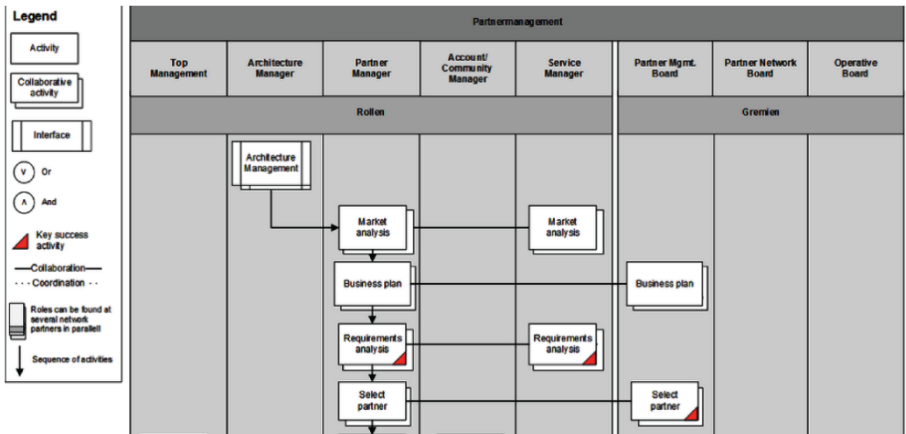 Legend
Activity
Collaborative
activity
Interface
v Or
ʌ And
Key success
activity
Collaboration
Coordination
Roles can be found at
several network
partners in parallell
Sequence of activities
Partnermanagement
Top
Management
Architecture
Manager
Partner
Manager
Account/
Community
Manager
Service
Manager
Partner Mgmt.
Board
Partner Network
Board
Operative
Board
Rollen
Gremien
Architecture
Management
Market
analysis
Market
analysis
Business plan
Business plan
Requirements
analysis
Requirements
analysis
Select
partner
Select
partner